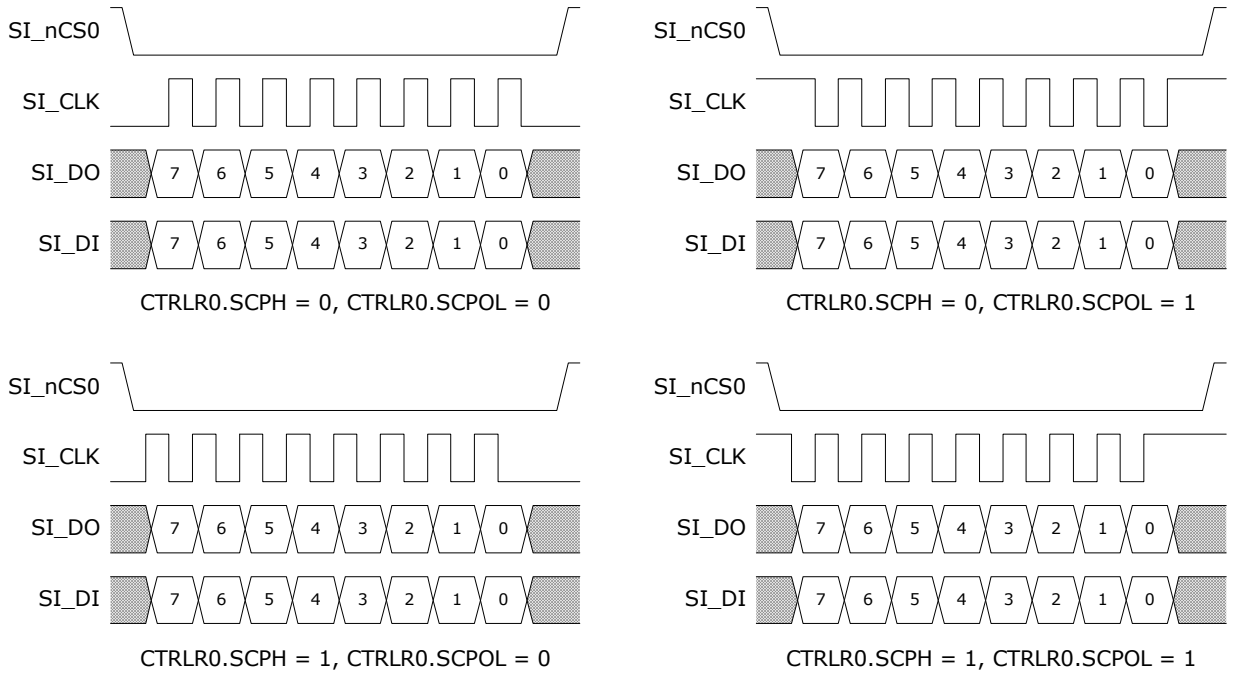 SI_nCS0
SI_CLK
SI_DO 7 6 5 4 3 2 1 0
SI_DI 7 6 5 4 3 2 1 0
CTRLR0.SCPH = 0, CTRLR0.SCPOL = 0
SI_nCS0
SI_CLK
SI_DO 7 6 5 4 3 2 1 0
SI_DI 7 6 5 4 3 2 1 0
CTRLR0.SCPH = 0, CTRLR0.SCPOL = 1
SI_nCS0
SI_CLK
SI_DO 7 6 5 4 3 2 1 0
SI_DI 7 6 5 4 3 2 1 0
CTRLR0.SCPH = 1, CTRLR0.SCPOL = 0
SI_nCS0
SI_CLK
SI_DO 7 6 5 4 3 2 1 0
SI_DI 7 6 5 4 3 2 1 0
CTRLR0.SCPH = 1, CTRLR0.SCPOL = 1